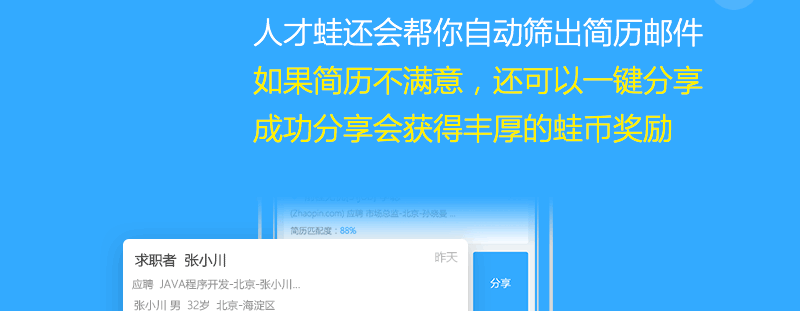 人才蛙还会帮你自动筛出简历邮件
如果简历不满意，还可以一键分享
成功分享会获得丰厚的蛙币奖励
(Zhaopin.com) 应聘 市场总监-北京-孙晓曼 ...
简历匹配度：88%
求职者 张小川
昨天
应聘 JAVA程序开发-北京-张小川...
分享
张小川 男 32岁 北京-海淀区